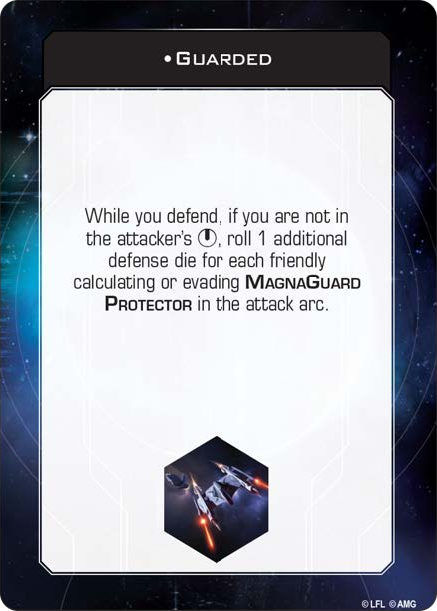 • GUARDED
While you defend, if you are not in
the attacker's , roll 1 additional
defense die for each friendly
calculating or evading MAGNAGUARD
PROTECTOR in the attack arc.
© LFL © AMG